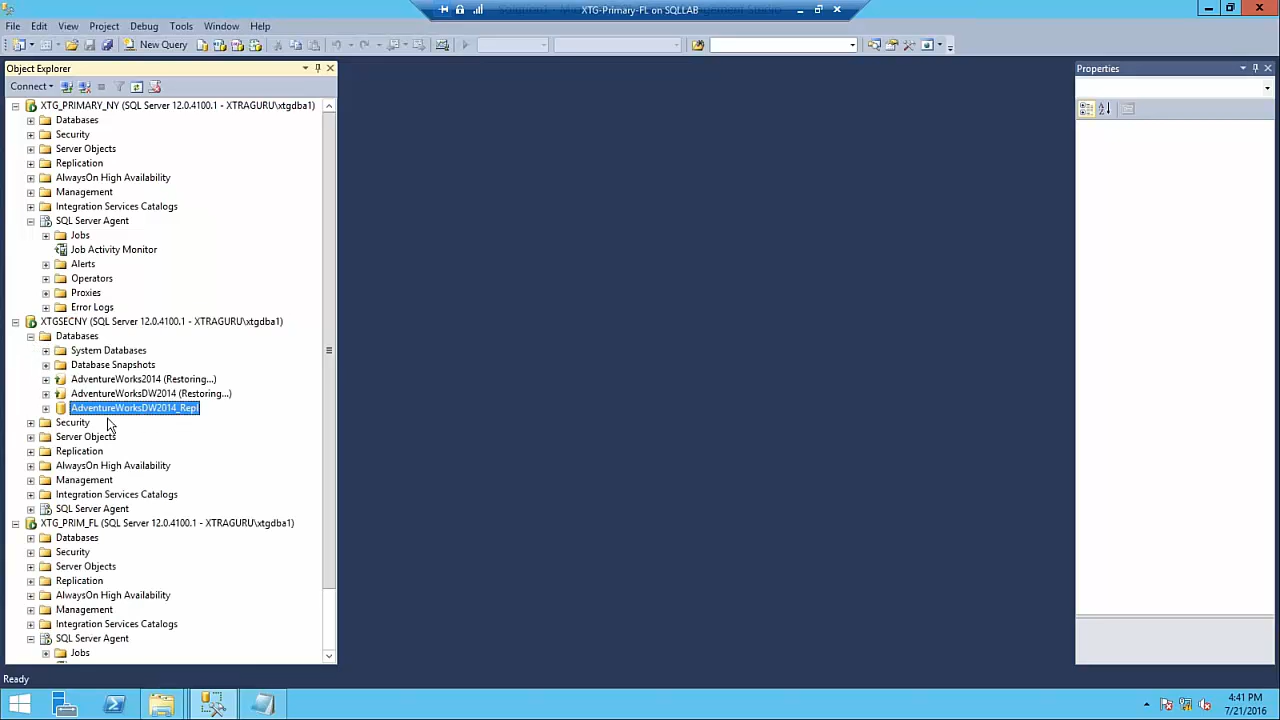 XTG-Primary-FL on SQLLAB
File Edit View Project Debug Tools Window Help
New Query
Object Explorer
Properties
Connect
XTG_PRIMARY_NY (SQL Server 12.0.4100.1 - XTRAGURU\xtgdba1)
Databases
Security
Server Objects
Replication
AlwaysOn High Availability
Management
Integration Services Catalogs
SQL Server Agent
Jobs
Job Activity Monitor
Alerts
Operators
Proxies
Error Logs
XTGSECNY (SQL Server 12.0.4100.1 - XTRAGURU\xtgdba1)
Databases
System Databases
Database Snapshots
AdventureWorks2014 (Restoring...)
AdventureWorksDW2014 (Restoring...)
AdventureWorksDW2014_Repl
Security
Server Objects
Replication
AlwaysOn High Availability
Management
Integration Services Catalogs
SQL Server Agent
XTG_PRIM_FL (SQL Server 12.0.4100.1 - XTRAGURU\xtgdba1)
Databases
Security
Server Objects
Replication
AlwaysOn High Availability
Management
Integration Services Catalogs
SQL Server Agent
Jobs
Ready
4:41 PM
7/21/2016